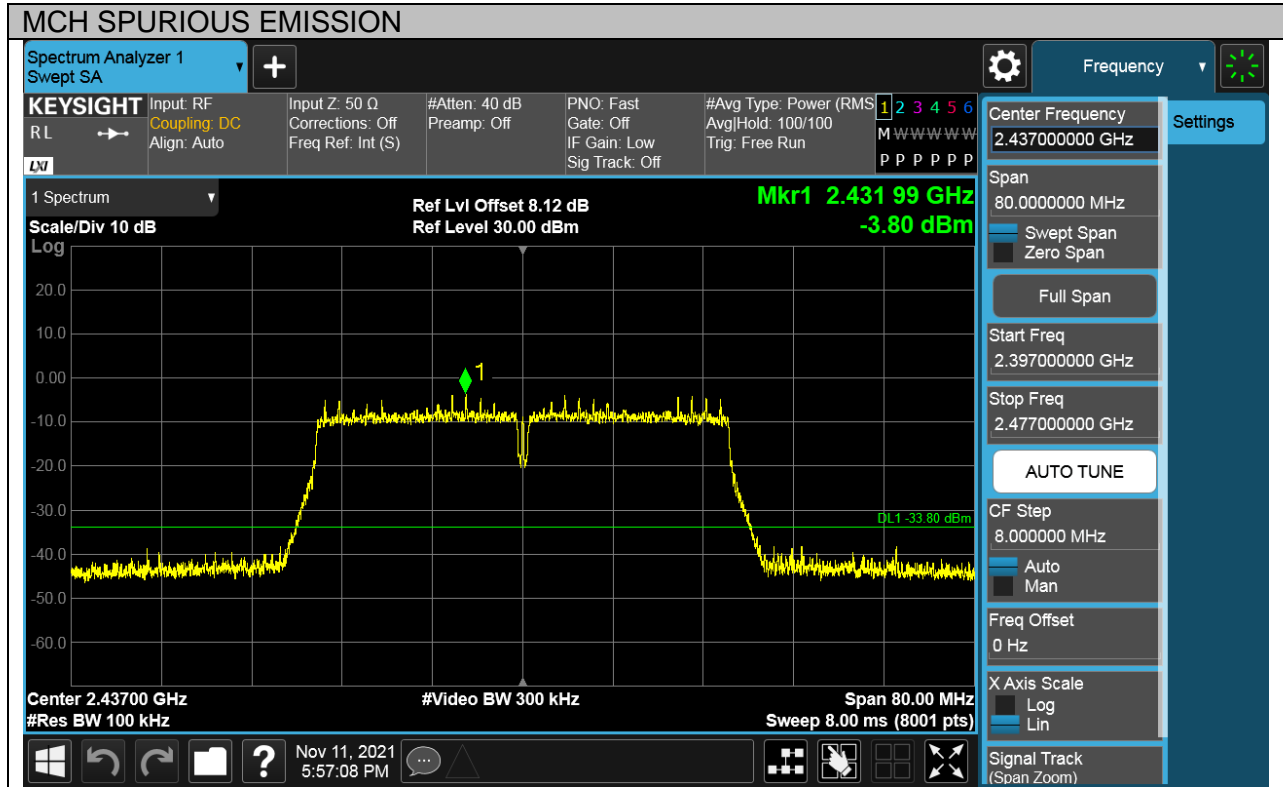 MCH SPURIOUS EMISSION
Spectrum Analyzer 1
Swept SA
+
Frequency
KEYSIGHT
RL
LXI
Input: RF
Coupling: DC
Align: Auto
Input Z: 50 Ω
Corrections: Off
Freq Ref: Int (S)
#Atten: 40 dB
Preamp: Off
PNO: Fast
Gate: Off
IF Gain: Low
Sig Track: Off
#Avg Type: Power (RMS
Avg|Hold: 100/100
Trig: Free Run
1 2 3 4 5 6
M W W W W W
P P P P P P
1 Spectrum
Scale/Div 10 dB
Ref Lvl Offset 8.12 dB
Ref Level 30.00 dBm
Mkr1 2.431 99 GHz
-3.80 dBm
Log
20.0
10.0
0.00
-10.0
-20.0
-30.0
-40.0
-50.0
-60.0
1
DL1 -33.80 dBm
Center 2.43700 GHz
#Video BW 300 kHz
Span 80.00 MHz
#Res BW 100 kHz
Sweep 8.00 ms (8001 pts)
?
Nov 11, 2021
5:57:08 PM
Center Frequency
2.437000000 GHz
Settings
Span
80.0000000 MHz
Swept Span
Zero Span
Full Span
Start Freq
2.397000000 GHz
Stop Freq
2.477000000 GHz
AUTO TUNE
CF Step
8.000000 MHz
Auto
Man
Freq Offset
0 Hz
X Axis Scale
Log
Lin
Signal Track
(Span Zoom)